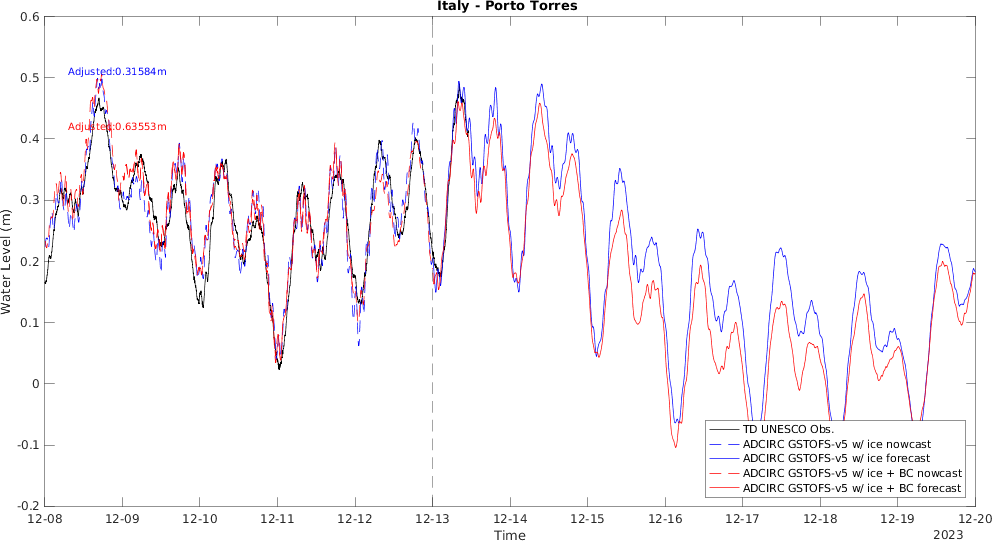 Italy - Porto Torres
Water Level (m)
0.6
0.5
0.4
0.3
0.2
0.1
0
-0.1
-0.2
Adjusted:0.31584m
Adjusted:0.63553m
TD UNESCO Obs.
ADCIRC GSTOFS-v5 w/ ice nowcast
ADCIRC GSTOFS-v5 w/ ice forecast
ADCIRC GSTOFS-v5 w/ ice + BC nowcast
ADCIRC GSTOFS-v5 w/ ice + BC forecast
12-08 12-09 12-10 12-11 12-12 12-13 12-14 12-15 12-16 12-17 12-18 12-19 12-20
Time
2023